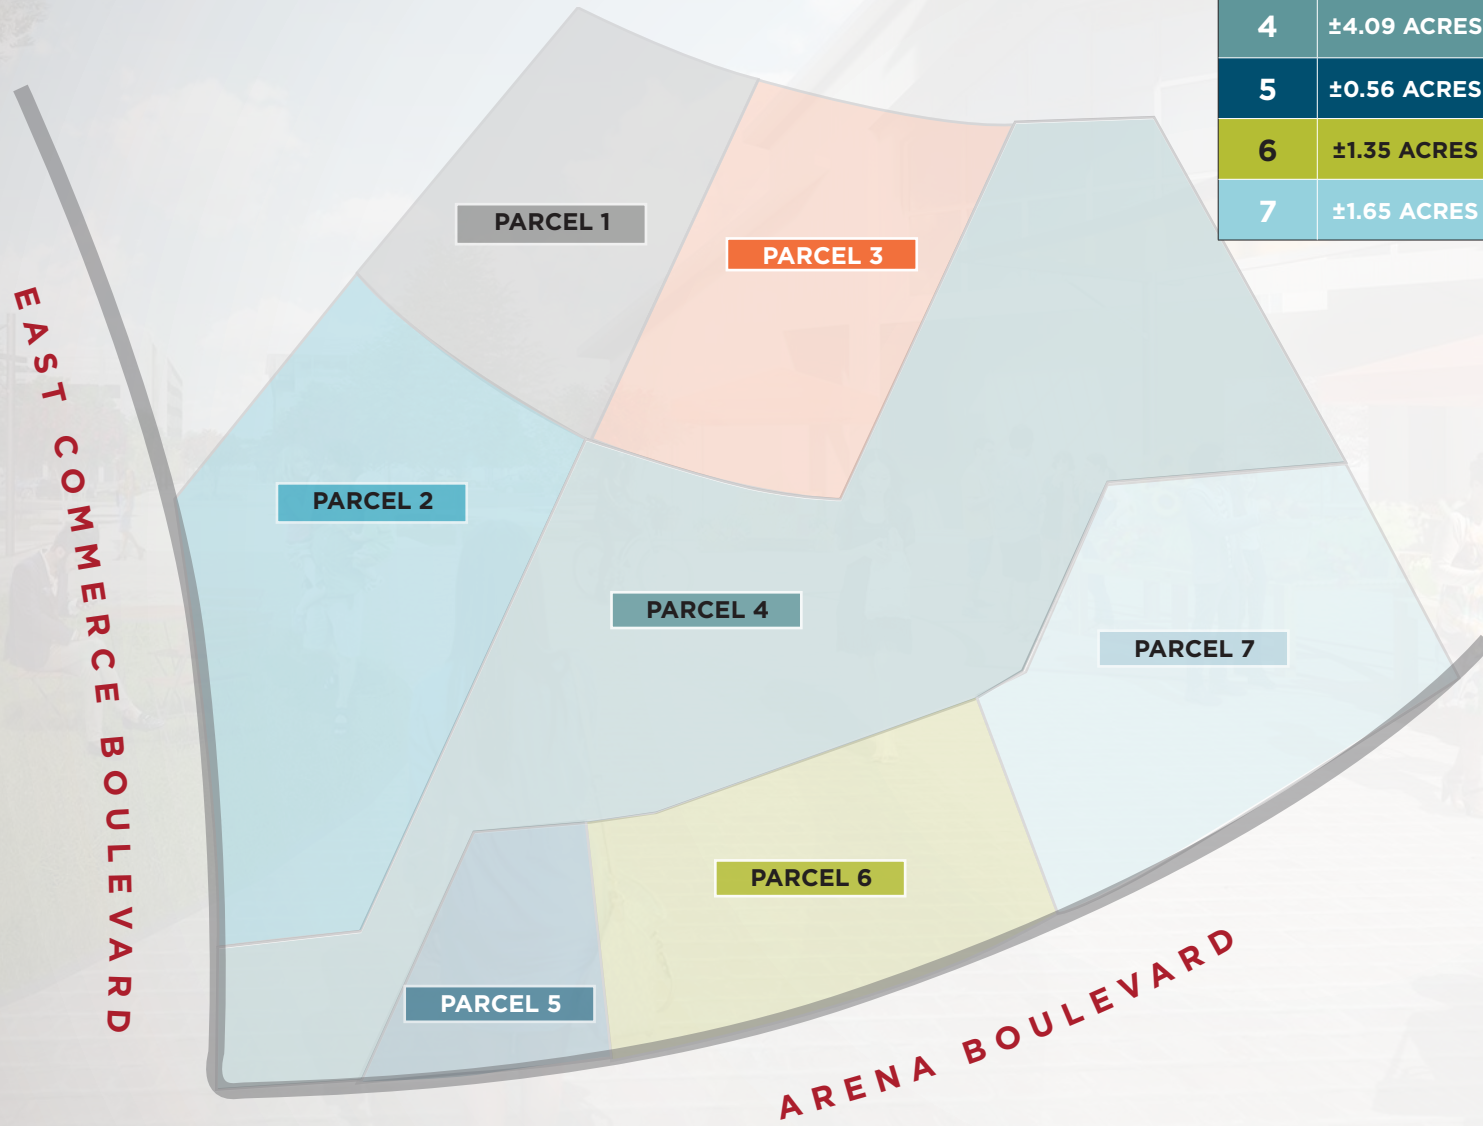 4 ±4.09 ACRES
5 ±0.56 ACRES
6 ±1.35 ACRES
7 ±1.65 ACRES
PARCEL 1
PARCEL 3
PARCEL 2
PARCEL 4
PARCEL 7
PARCEL 6
PARCEL 5
EAST COMMERCE BOULEVARD
ARENA BOULEVARD